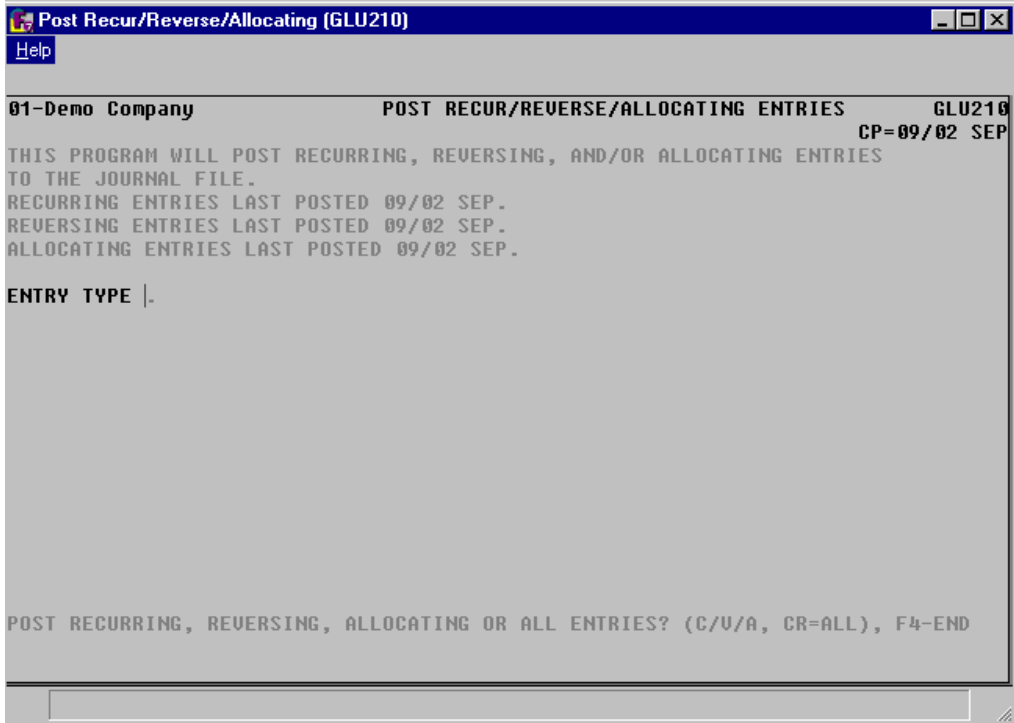 Post Recur/Reverse/Allocating (GLU210)
Help
01-Demo Company POST RECUR/REVERSE/ALLOCATING ENTRIES GLU210
CP=09/02 SEP
THIS PROGRAM WILL POST RECURRING, REVERSING, AND/OR ALLOCATING ENTRIES
TO THE JOURNAL FILE.
RECURRING ENTRIES LAST POSTED 09/02 SEP.
REVERSING ENTRIES LAST POSTED 09/02 SEP.
ALLOCATING ENTRIES LAST POSTED 09/02 SEP.
ENTRY TYPE .
POST RECURRING, REVERSING, ALLOCATING OR ALL ENTRIES? (C/V/A, CR=ALL), F4-END